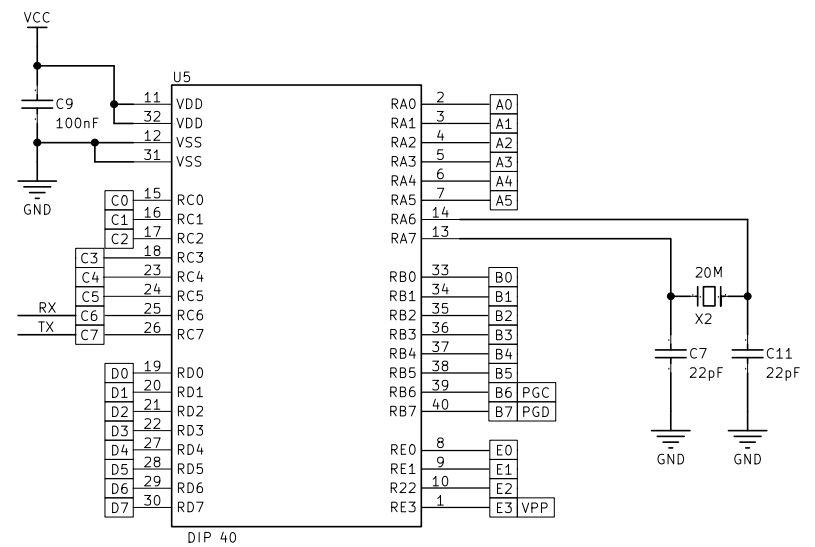 VCC
U5
C9
100nF
GND
11 VDD
32 VDD
12 VSS
31 VSS
C0 15 RC0
C1 16 RC1
C2 17 RC2
C3 18 RC3
C4 23 RC4
C5 24 RC5
RX C6 25 RC6
TX C7 26 RC7
D0 19 RD0
D1 20 RD1
D2 21 RD2
D3 22 RD3
D4 27 RD4
D5 28 RD5
D6 29 RD6
D7 30 RD7
RA0 2 A0
RA1 3 A1
RA2 4 A2
RA3 5 A3
RA4 6 A4
RA5 7 A5
RA6 14
RA7 13
RB0 33 B0
RB1 34 B1
RB2 35 B2
RB3 36 B3
RB4 37 B4
RB5 38 B5
RB6 39 B6 PGC
RB7 40 B7 PGD
RE0 8 E0
RE1 9 E1
R22 10 E2
RE3 1 E3 VPP
DIP 40
20M
X2
C7
22pF
GND
C11
22pF
GND